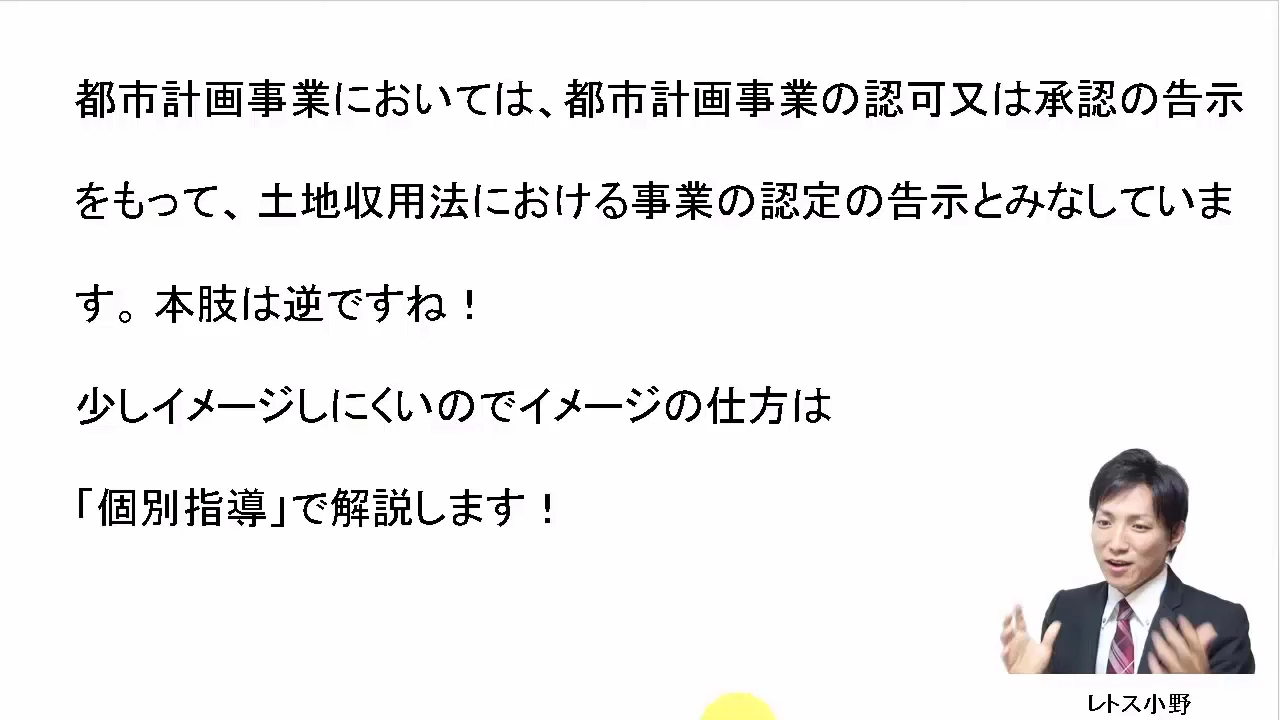 都市計画事業においては、都市計画事業の認可又は承認の告示
をもって、土地収用法における事業の認定の告示とみなしていま
す。本肢は逆ですね！
少しイメージしにくいのでイメージの仕方は
「個別指導」で解説します！
レトス小野